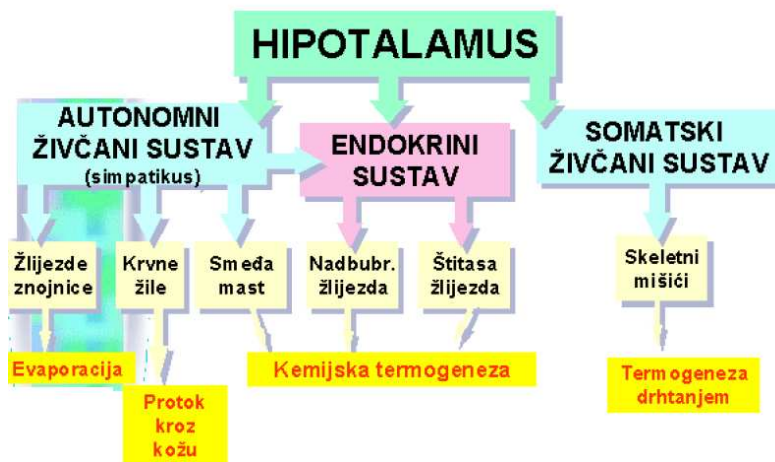 HIPOTALAMUS
AUTONOMNI
ŽIVČANI SUSTAV
(simpatikus)
ENDOKRINI
SUSTAV
SOMATSKI
ŽIVČANI SUSTAV
Žlijezde
znojnice
Krvne
žile
Smeđa
mast
Nadbubr.
žlijezda
Štitasa
žlijezda
Skeletni
mišići
Evaporacija
Protok
kroz
kožu
Kemijska termogeneza
Termogeneza
drhtanjem